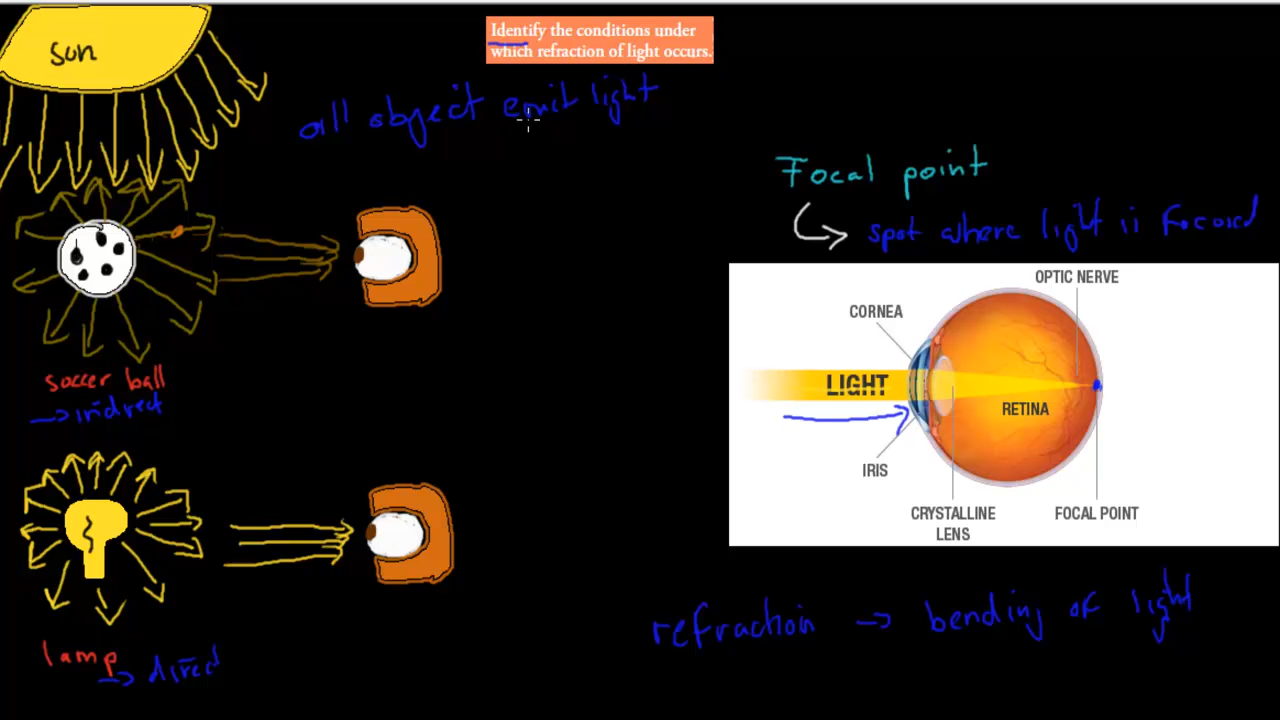 Identify the conditions under
which refraction of light occurs.
sun
all object emit light
Focal point
spot where light is focused
OPTIC NERVE
CORNEA
LIGHT
RETINA
IRIS
CRYSTALLINE
LENS
FOCAL POINT
soccer ball
→ indirect
lamp
→ direct
refraction → bending of light